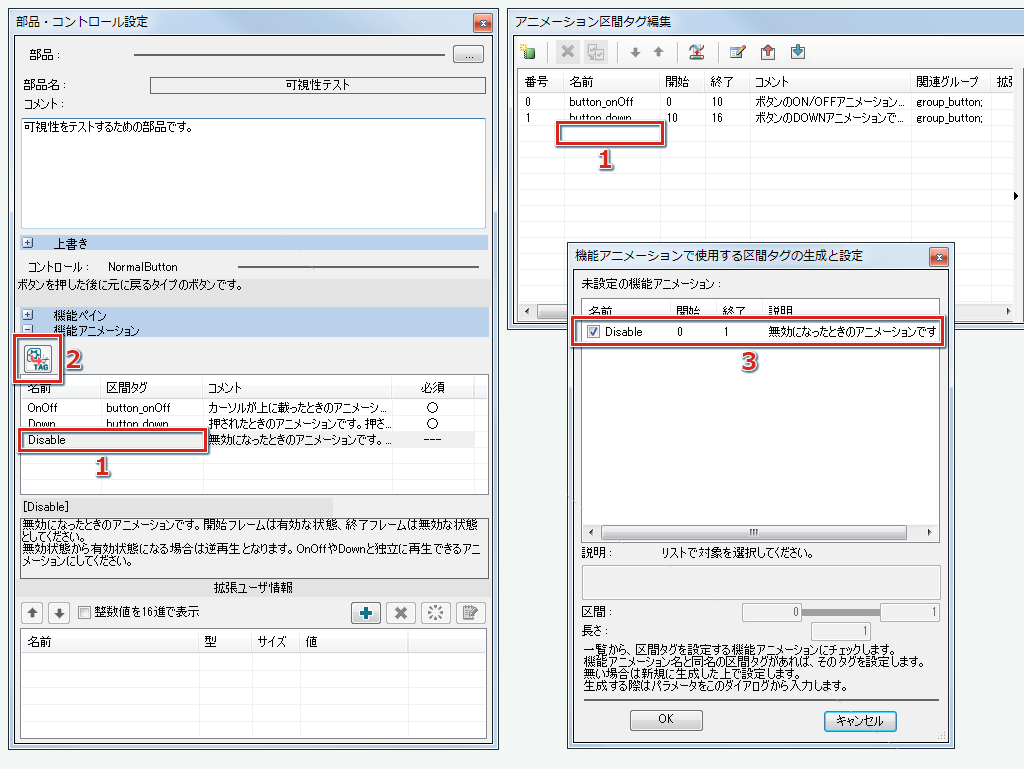 部品・コントロール設定
部品：
...
部品名：
可視性テスト
コメント：
可視性をテストするための部品です。
上書き
コントロール： NormalButton
ボタンを押した後に元に戻るタイプのボタンです。
機能ペイン
機能アニメーション
TAG
2
名前 区間タグ コメント 必須
OnOff button_onOff カーソルが上に載ったときのアニメーシ... ○
Down button_down 押されたときのアニメーションです。押さ... ○
Disable 無効になったときのアニメーションです。... ---
1
[Disable]
無効になったときのアニメーションです。開始フレームは有効な状態、終了フレームは無効な状態
としてください。
無効状態から有効状態になる場合は逆再生となります。OnOffやDownと独立に再生できるアニ
メーションにしてください。
拡張ユーザ情報
整数値を16進で表示
名前 型 サイズ 値
アニメーション区間タグ編集
番号 名前 開始 終了 コメント 関連グループ 拡張
0 button_onOff 0 10 ボタンのON/OFFアニメーション... group_button;
1 button_down 10 16 ボタンのDOWNアニメーションで... group_button;
1
機能アニメーションで使用する区間タグの生成と設定
未設定の機能アニメーション：
名前 開始 終了 説明
Disable 0 1 無効になったときのアニメーションです
3
説明： リストで対象を選択してください。
区間： 0 1
長さ： 1
一覧から、区間タグを設定する機能アニメーションにチェックします。
機能アニメーション名と同名の区間タグがあれば、そのタグを設定します。
無い場合は新規に生成した上で設定します。
生成する際はパラメータをこのダイアログから入力します。
OK キャンセル